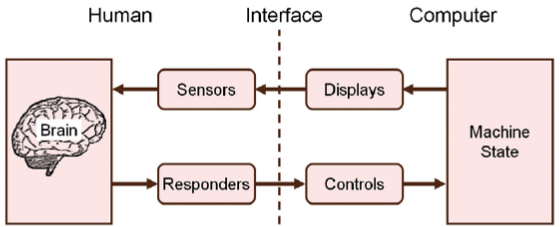 Human Interface Computer
Sensors Displays
Brain
Machine
State
Responders Controls